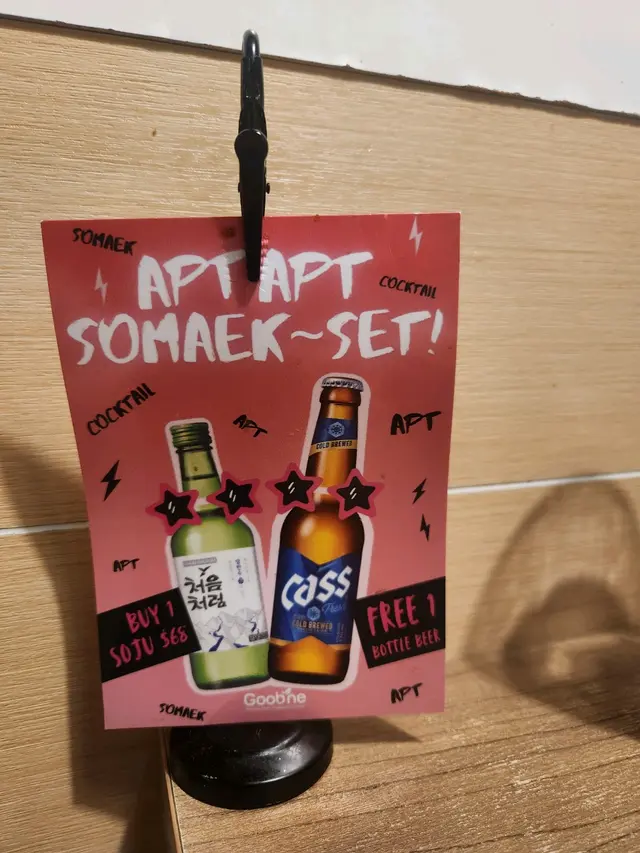 SOMAEK
APT APT
COCKTAIL
SOMAEK~SET!
COCKTAIL
APT
APT
COLD BREWED
처음
처럼
Cass
Fresh
COLD BREWED
APT
BUY 1
SOJU $68
FREE 1
BOTTLE BEER
Goobne
SOMAEK
APT